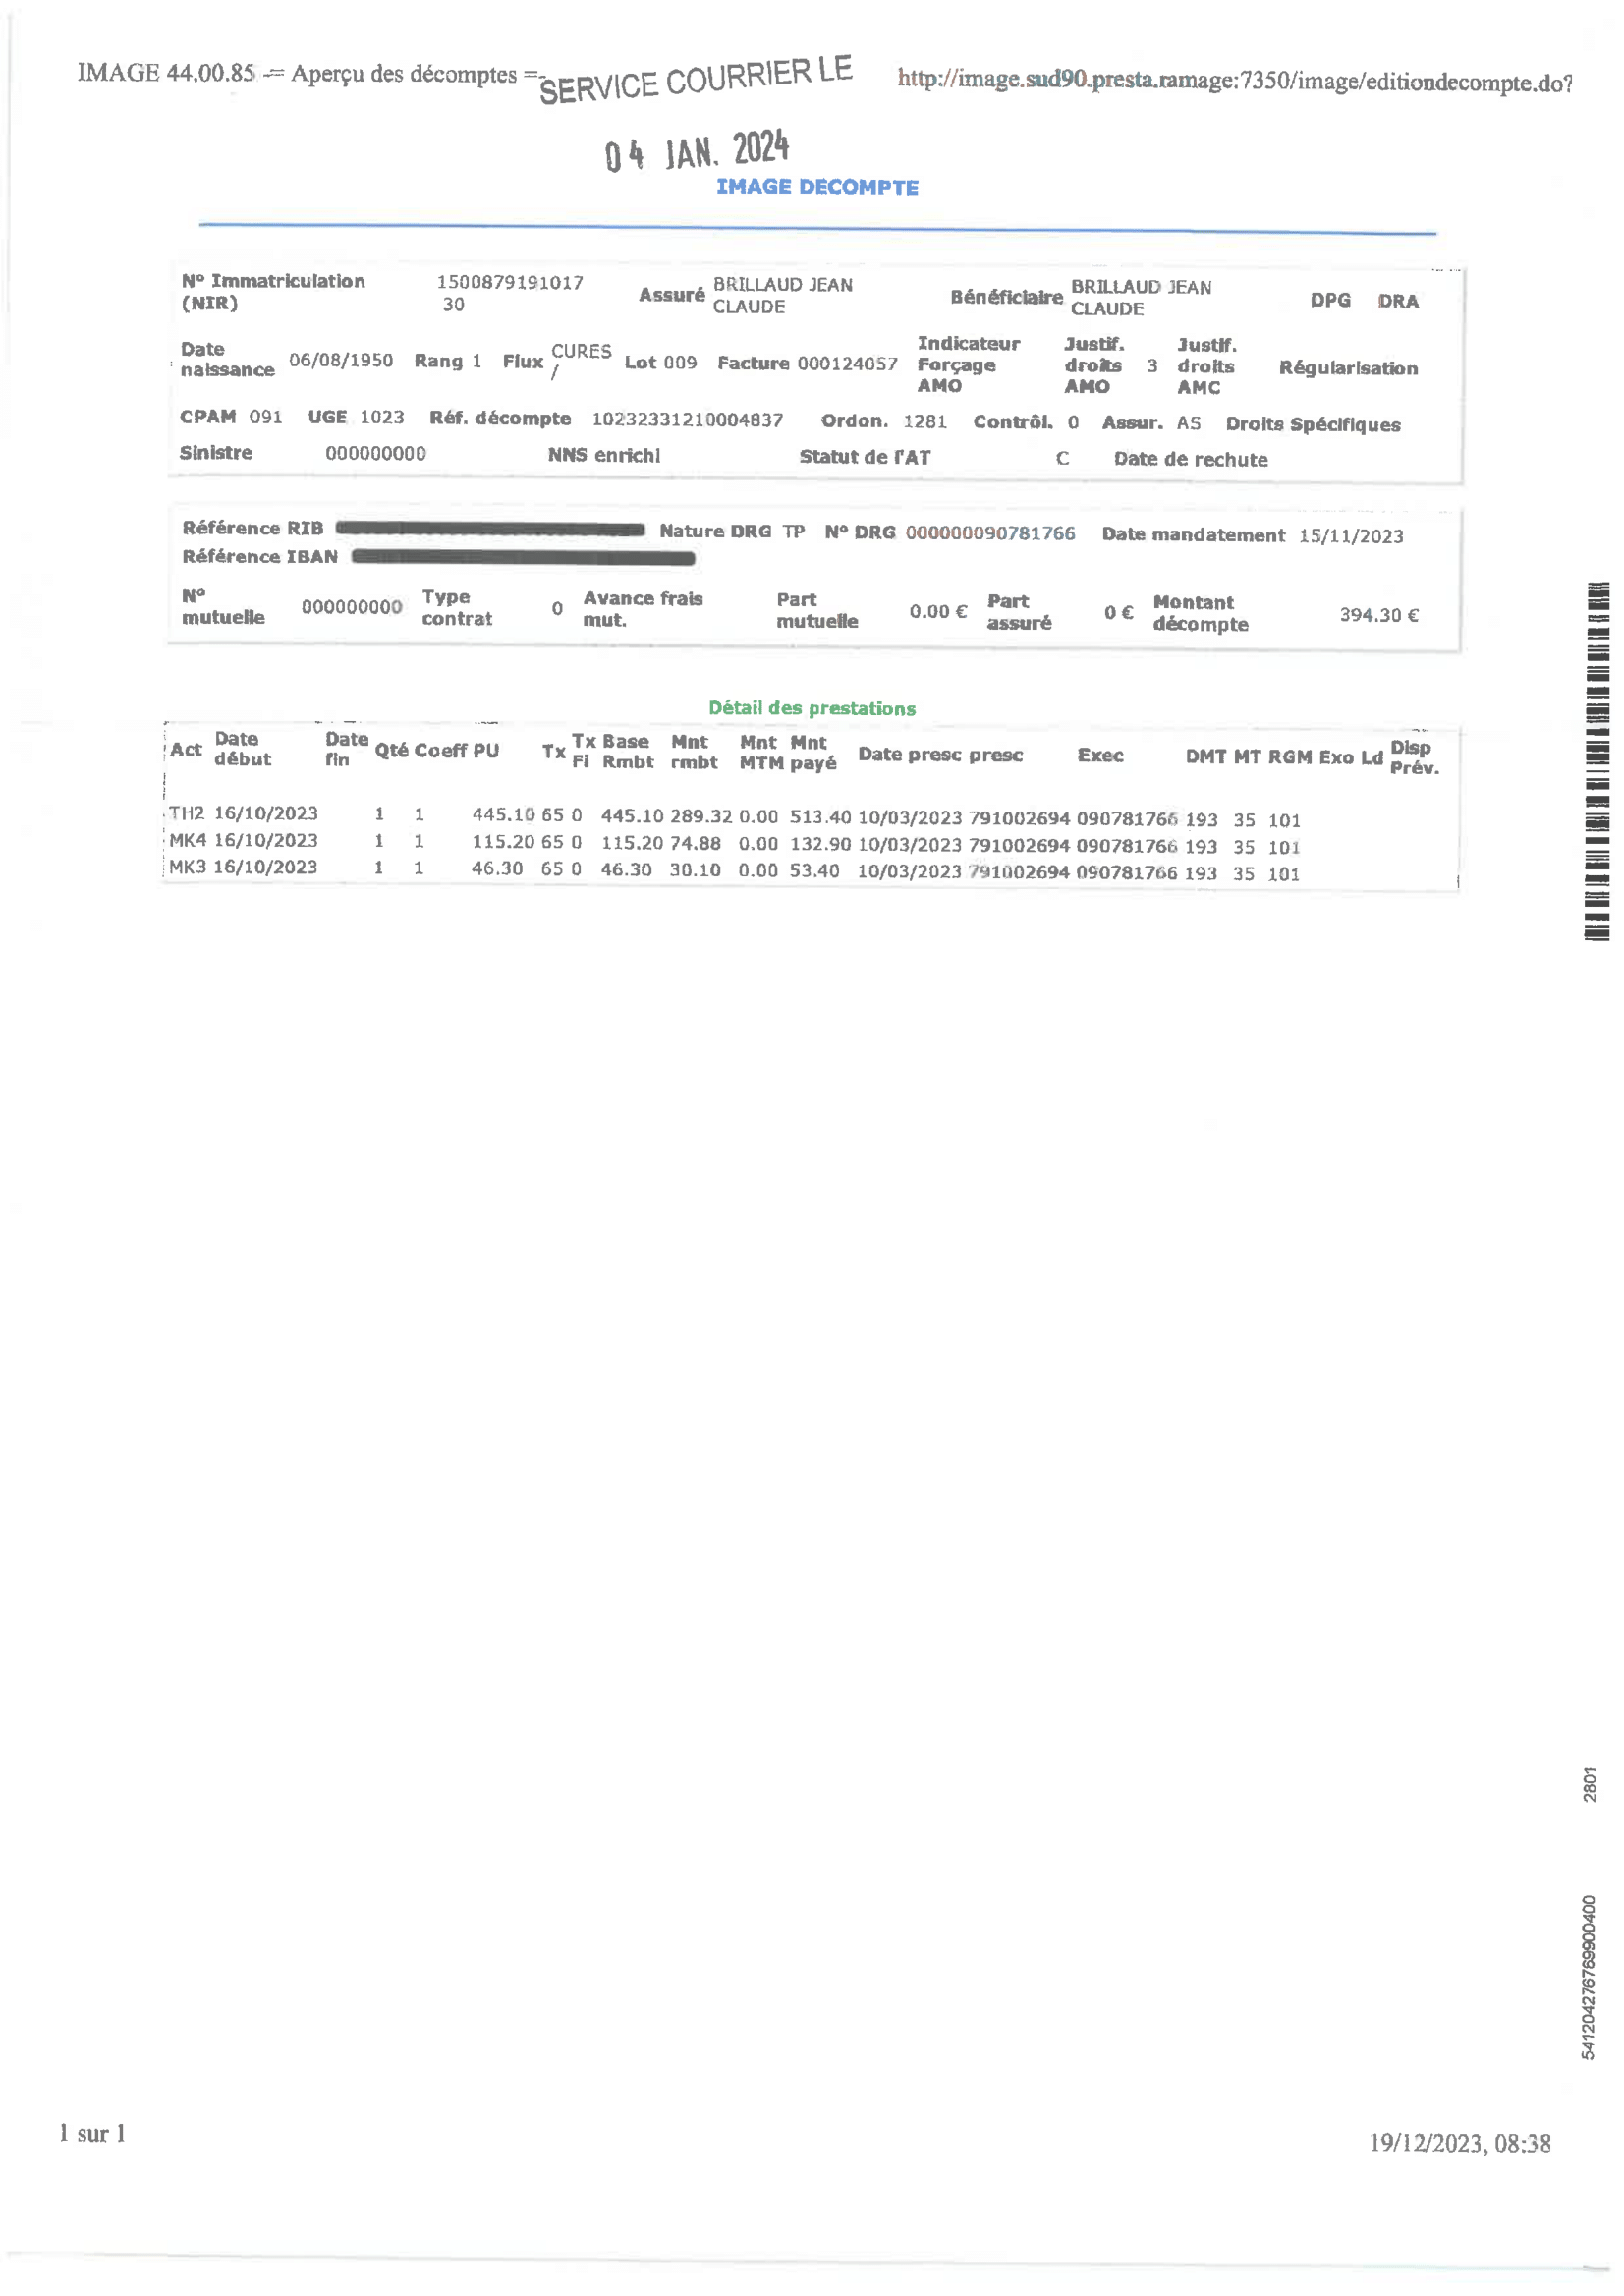 IMAGE 44.00.85 -= Aperçu des décomptes =-
SERVICE COURRIER LE
http://image.sud90.presta.ramage:7350/image/editiondecompte.do?
04 JAN. 2024
IMAGE DECOMPTE
Nº Immatriculation (NIR) 1500879191017 30 Assuré BRILLAUD JEAN CLAUDE Bénéficiaire BRILLAUD JEAN CLAUDE DPG DRA
Date naissance 06/08/1950 Rang 1 Flux CURES / Lot 009 Facture 000124057 Indicateur Forçage AMO Justif. droits AMO 3 Justif. droits AMC Régularisation
CPAM 091 UGE 1023 Réf. décompte 10232331210004837 Ordon. 1281 Contrôl. 0 Assur. AS Droits Spécifiques
Sinistre 000000000 NNS enrichi Statut de l'AT C Date de rechute
Référence RIB Nature DRG TP Nº DRG 000000090781766 Date mandatement 15/11/2023
Référence IBAN
Nº mutuelle 000000000 Type contrat 0 Avance frais mut. Part mutuelle 0.00 € Part assuré 0 € Montant décompte 394.30 €
Détail des prestations
Act Date début Date fin Qté Coeff PU Tx Tx Fi Base Rmbt Mnt rmbt Mnt MTM Mnt payé Date presc presc Exec DMT MT RGM Exo Ld Disp Prév.
TH2 16/10/2023 1 1 445.10 65 0 445.10 289.32 0.00 513.40 10/03/2023 791002694 090781766 193 35 101
MK4 16/10/2023 1 1 115.20 65 0 115.20 74.88 0.00 132.90 10/03/2023 791002694 090781766 193 35 101
MK3 16/10/2023 1 1 46.30 65 0 46.30 30.10 0.00 53.40 10/03/2023 791002694 090781766 193 35 101
2801
541204276769900400
1 sur 1
19/12/2023, 08:38